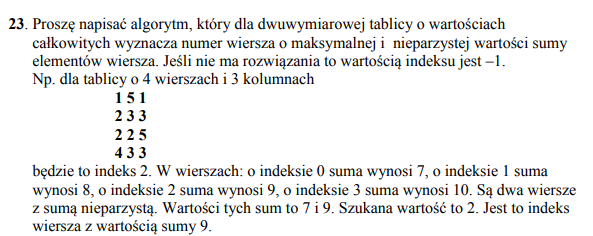 23. Proszę napisać algorytm, który dla dwuwymiarowej tablicy o wartościach
całkowitych wyznacza numer wiersza o maksymalnej i nieparzystej wartości sumy
elementów wiersza. Jeśli nie ma rozwiązania to wartością indeksu jest –1.
Np. dla tablicy o 4 wierszach i 3 kolumnach
1 5 1
2 3 3
2 2 5
4 3 3
będzie to indeks 2. W wierszach: o indeksie 0 suma wynosi 7, o indeksie 1 suma
wynosi 8, o indeksie 2 suma wynosi 9, o indeksie 3 suma wynosi 10. Są dwa wiersze
z sumą nieparzystą. Wartości tych sum to 7 i 9. Szukana wartość to 2. Jest to indeks
wiersza z wartością sumy 9.